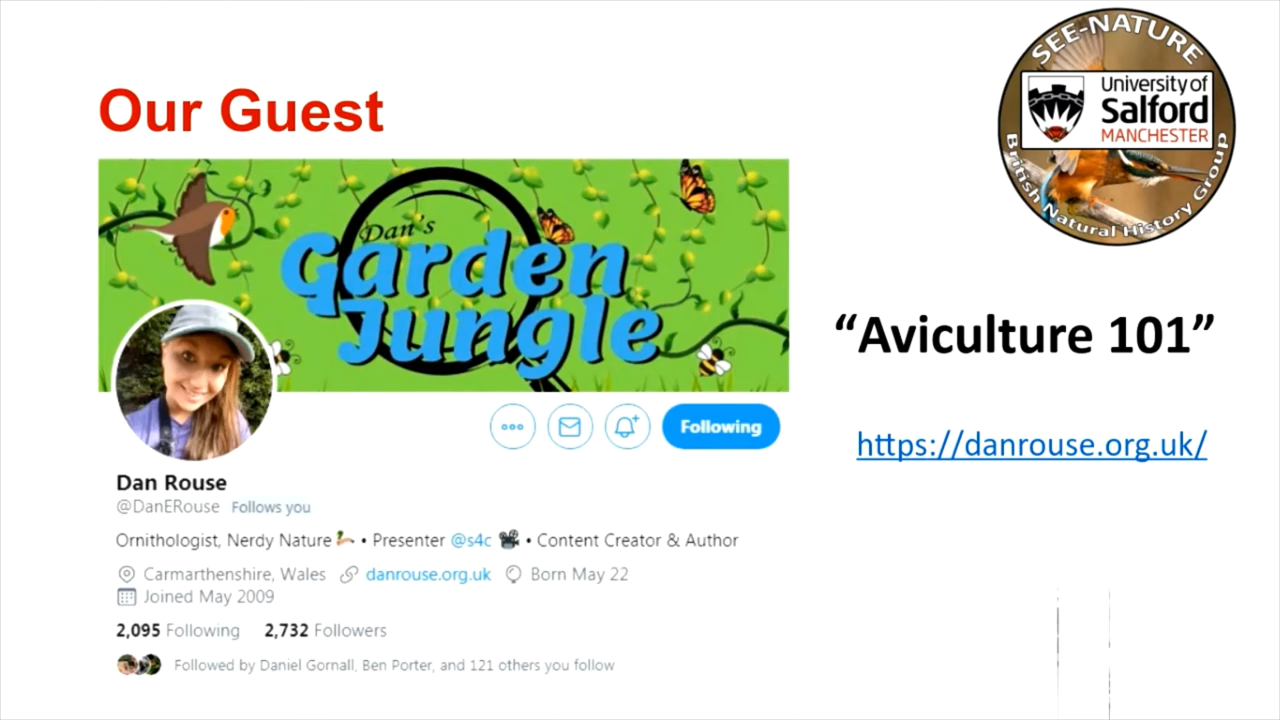 Our Guest
SEE-NATURE
University of
Salford
MANCHESTER
British Natural History Group
Dan's
Garden
Jungle
Following
Dan Rouse
@DanERouse Follows you
Ornithologist, Nerdy Nature • Presenter @s4c • Content Creator & Author
Carmarthenshire, Wales danrouse.org.uk Born May 22
Joined May 2009
2,095 Following 2,732 Followers
Followed by Daniel Gornall, Ben Porter, and 121 others you follow
“Aviculture 101”
https://danrouse.org.uk/